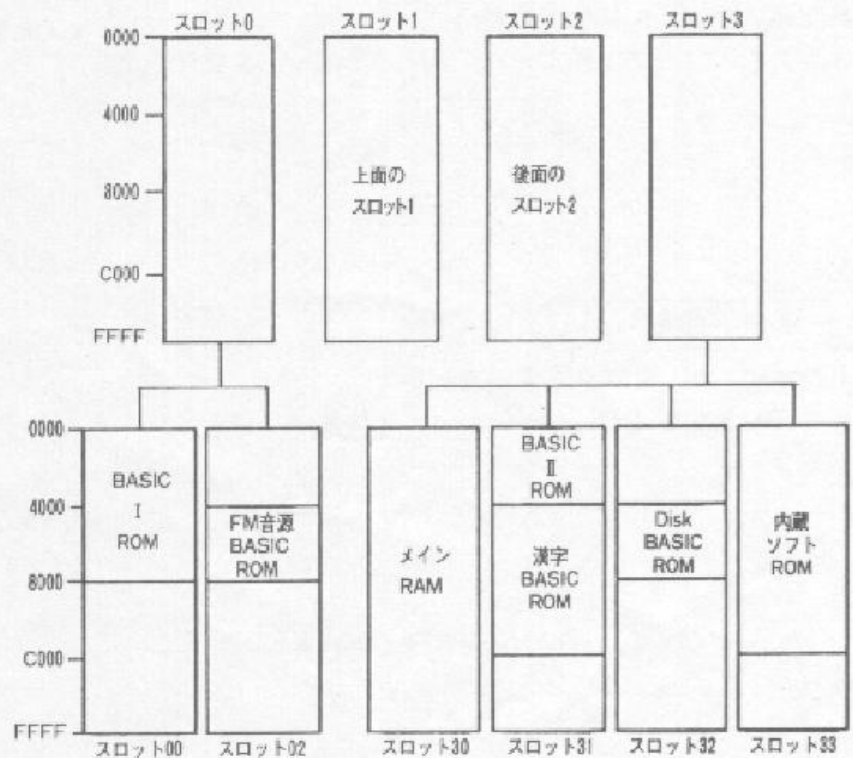 スロット0
スロット1
スロット2
スロット3
0000
4000
8000
C000
FFFF
上面の
スロット1
後面の
スロット2
0000
4000
8000
C000
FFFF
BASIC
I
ROM
FM音源
BASIC
ROM
メイン
RAM
BASIC
II
ROM
漢字
BASIC
ROM
Disk
BASIC
ROM
内蔵
ソフト
ROM
スロット00
スロット02
スロット30
スロット31
スロット32
スロット33